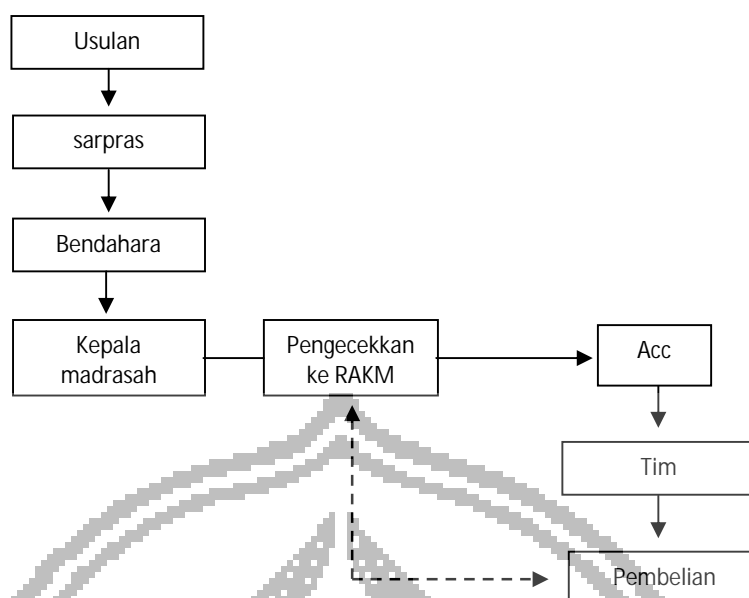 Usulan
sarpras
Bendahara
Kepala
madrasah
Pengecekkan
ke RAKM
Acc
Tim
Pembelian